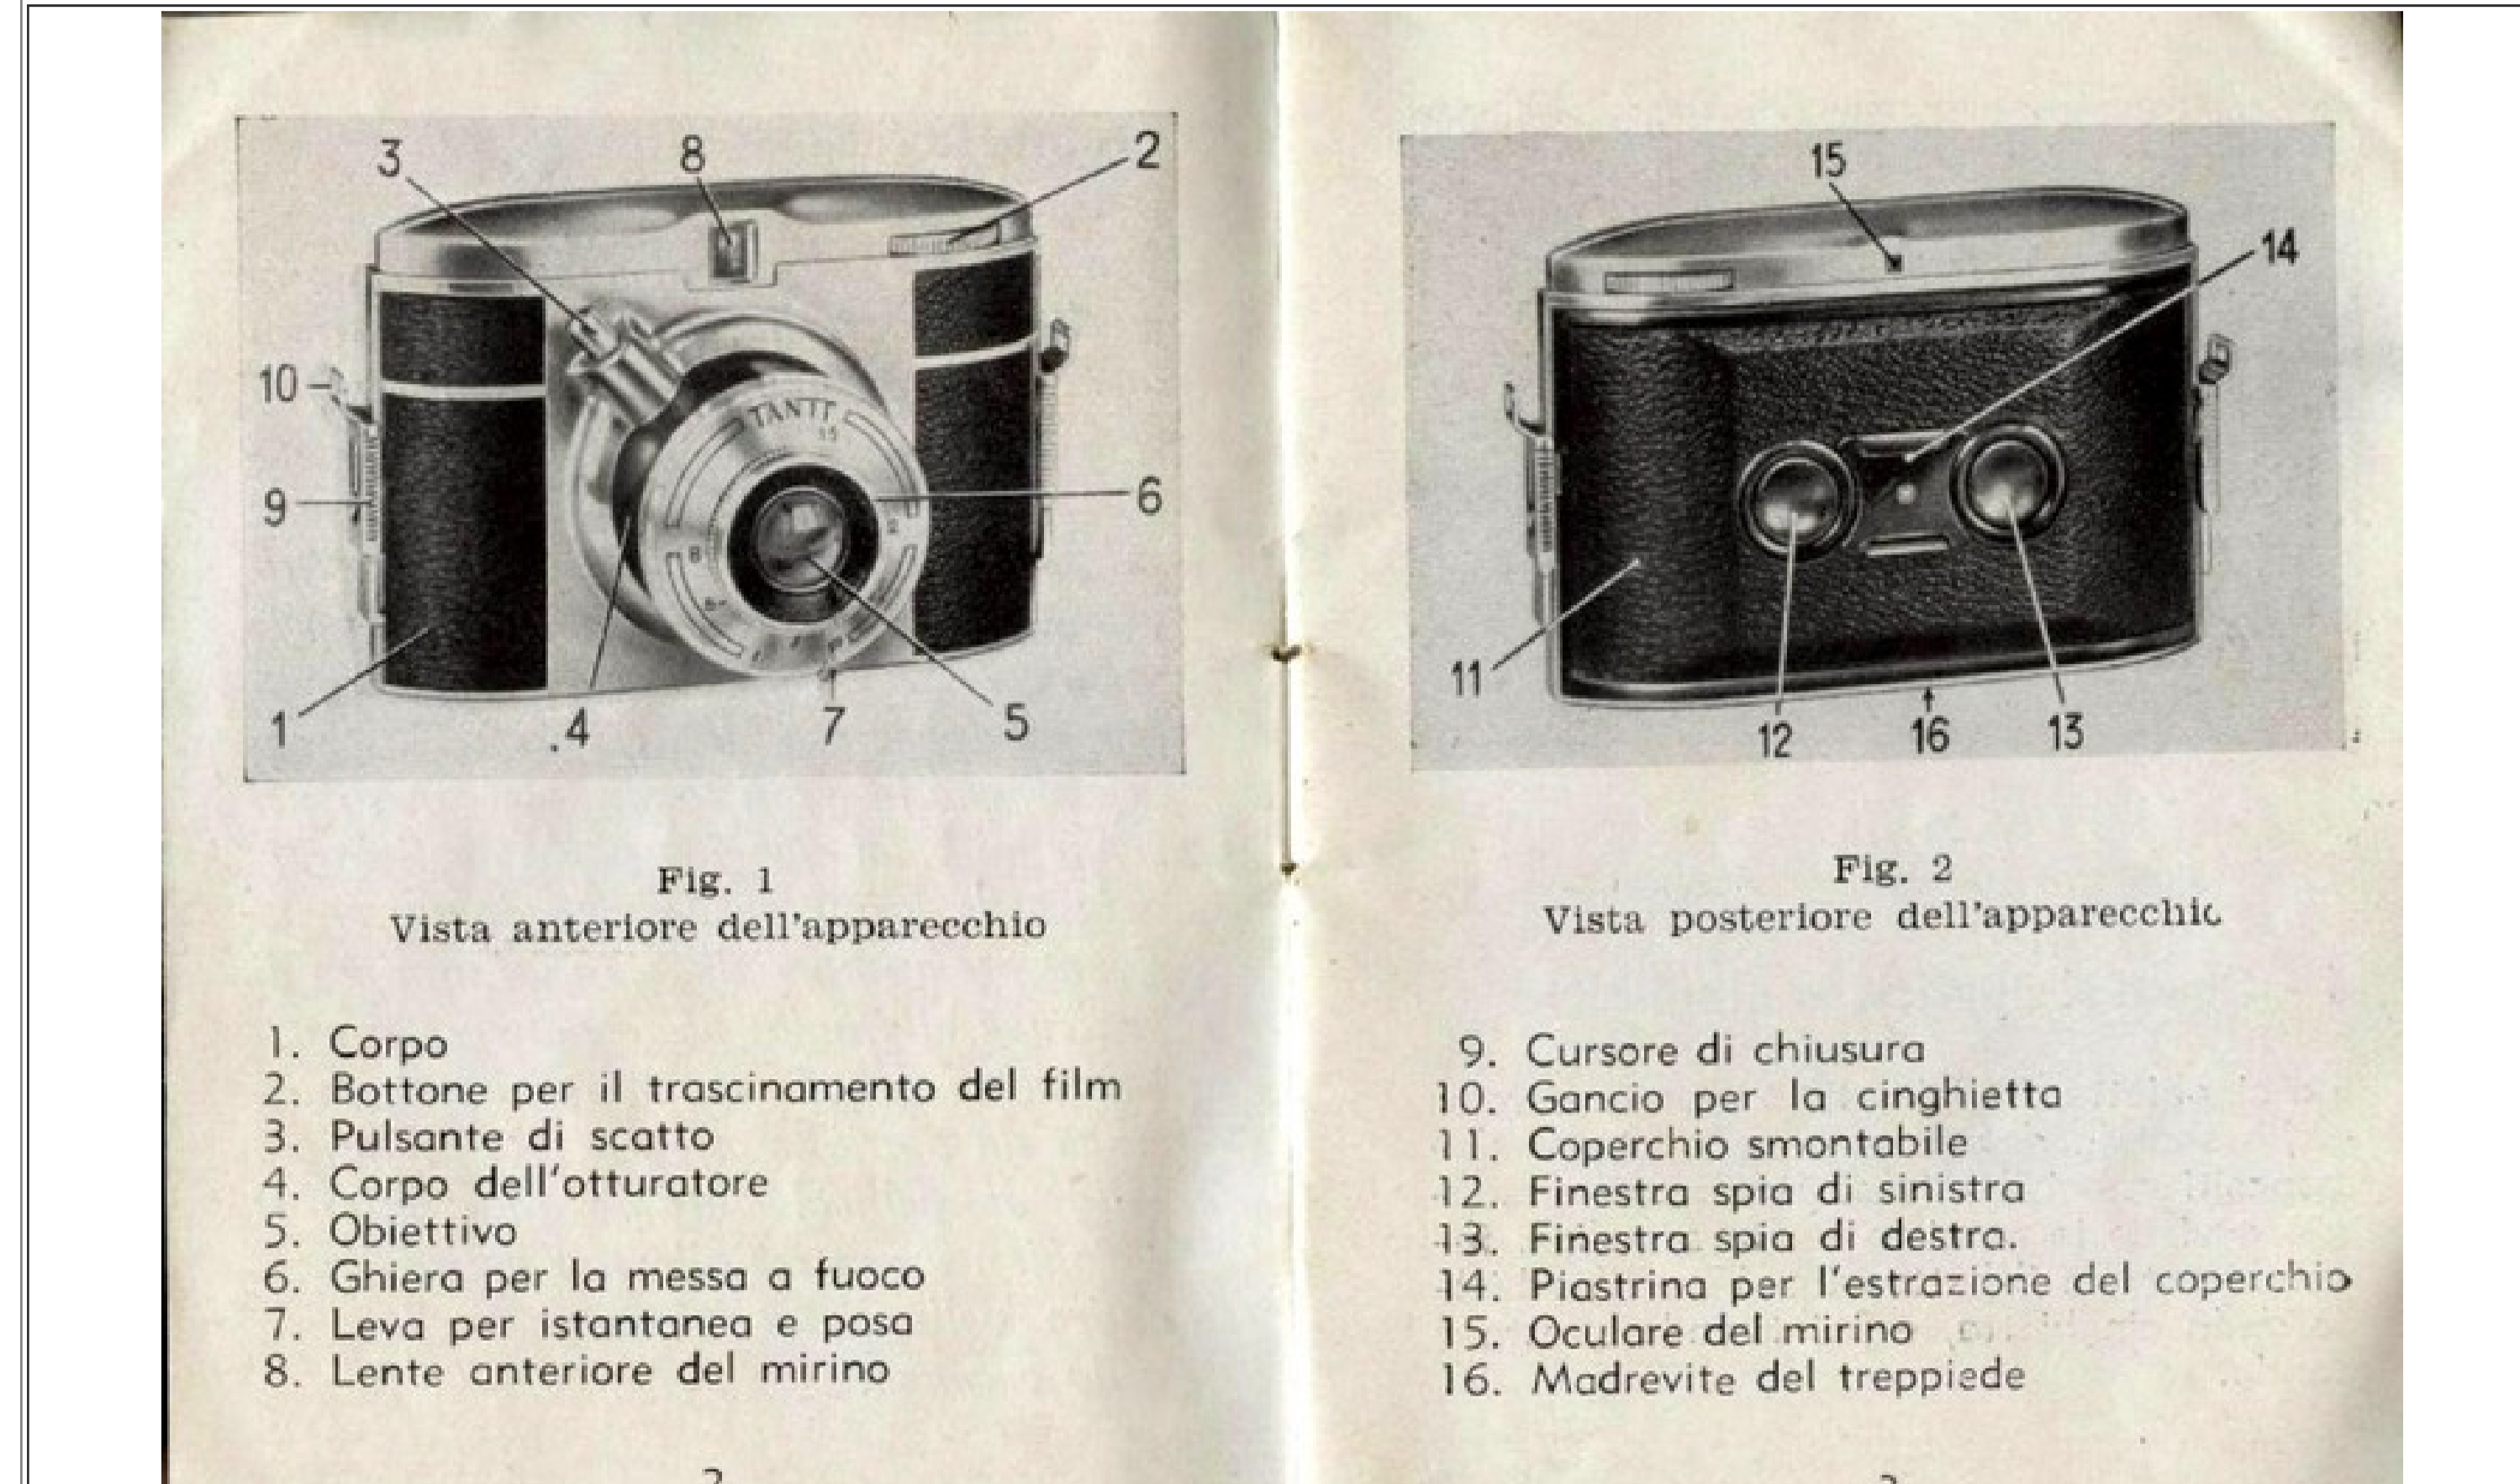 3
8
2
10
9
6
1
4
7
5
TANIT
Fig. 1
Vista anteriore dell'apparecchio
1. Corpo
2. Bottone per il trascinamento del film
3. Pulsante di scatto
4. Corpo dell'otturatore
5. Obiettivo
6. Ghiera per la messa a fuoco
7. Leva per istantanea e posa
8. Lente anteriore del mirino
15
14
11
12
16
13
Fig. 2
Vista posteriore dell'apparecchio
9. Cursore di chiusura
10. Gancio per la cinghietta
11. Coperchio smontabile
12. Finestra spia di sinistra
13. Finestra spia di destra.
14. Piastrina per l'estrazione del coperchio
15. Oculare del mirino
16. Madrevite del treppiede